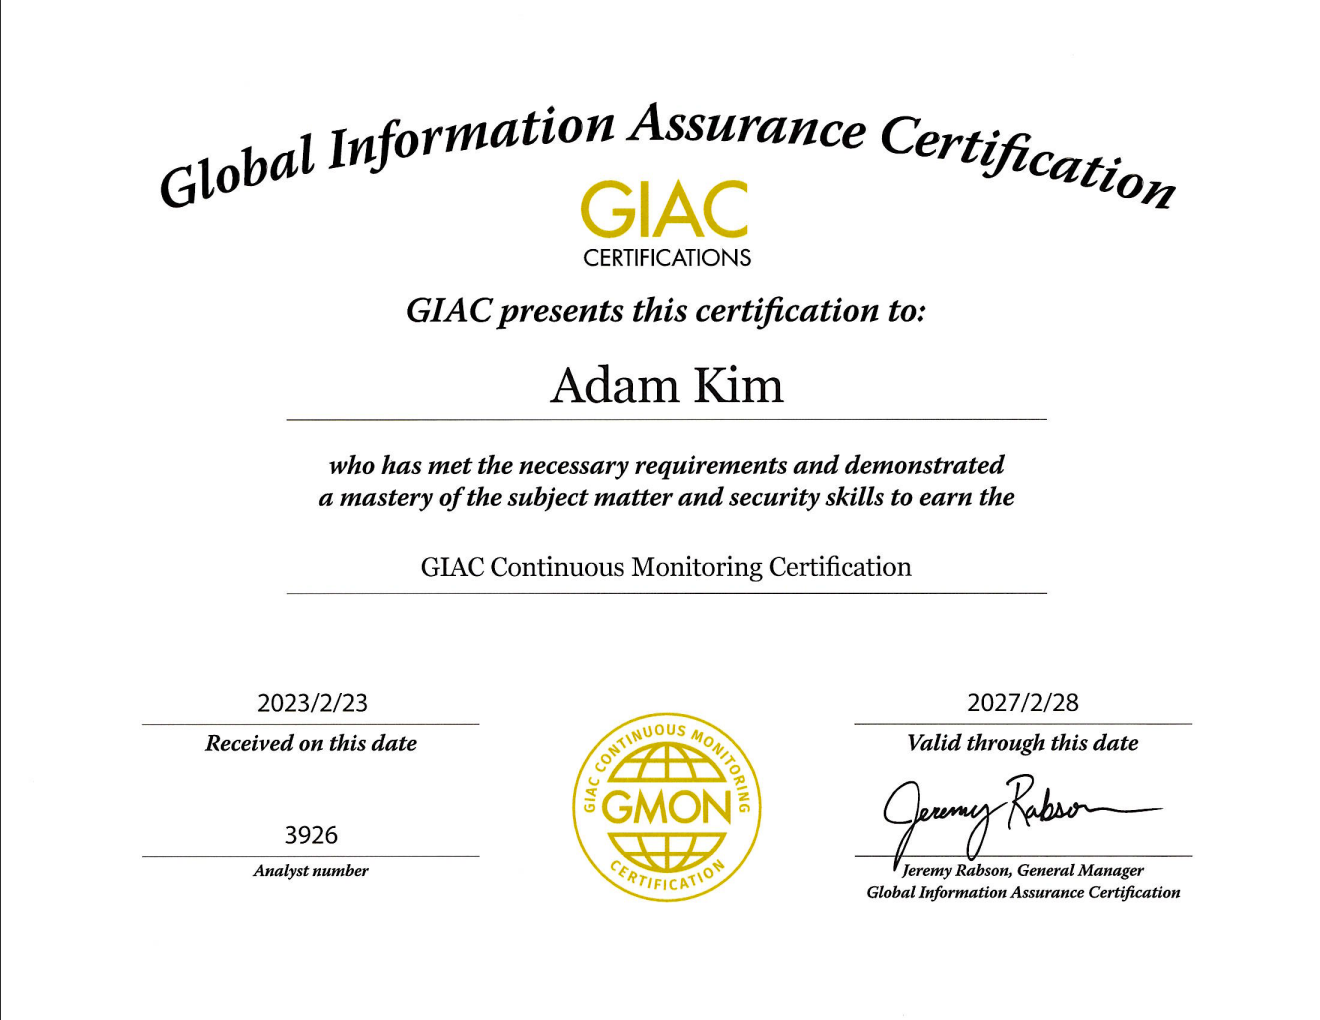 Global Information Assurance Certification
GIAC
CERTIFICATIONS
GIAC presents this certification to:
Adam Kim
who has met the necessary requirements and demonstrated
a mastery of the subject matter and security skills to earn the
GIAC Continuous Monitoring Certification
2023/2/23
Received on this date
3926
Analyst number
GIAC CONTINUOUS MONITORING
GMON
CERTIFICATION
2027/2/28
Valid through this date
Jeremy Rabson
Jeremy Rabson, General Manager
Global Information Assurance Certification